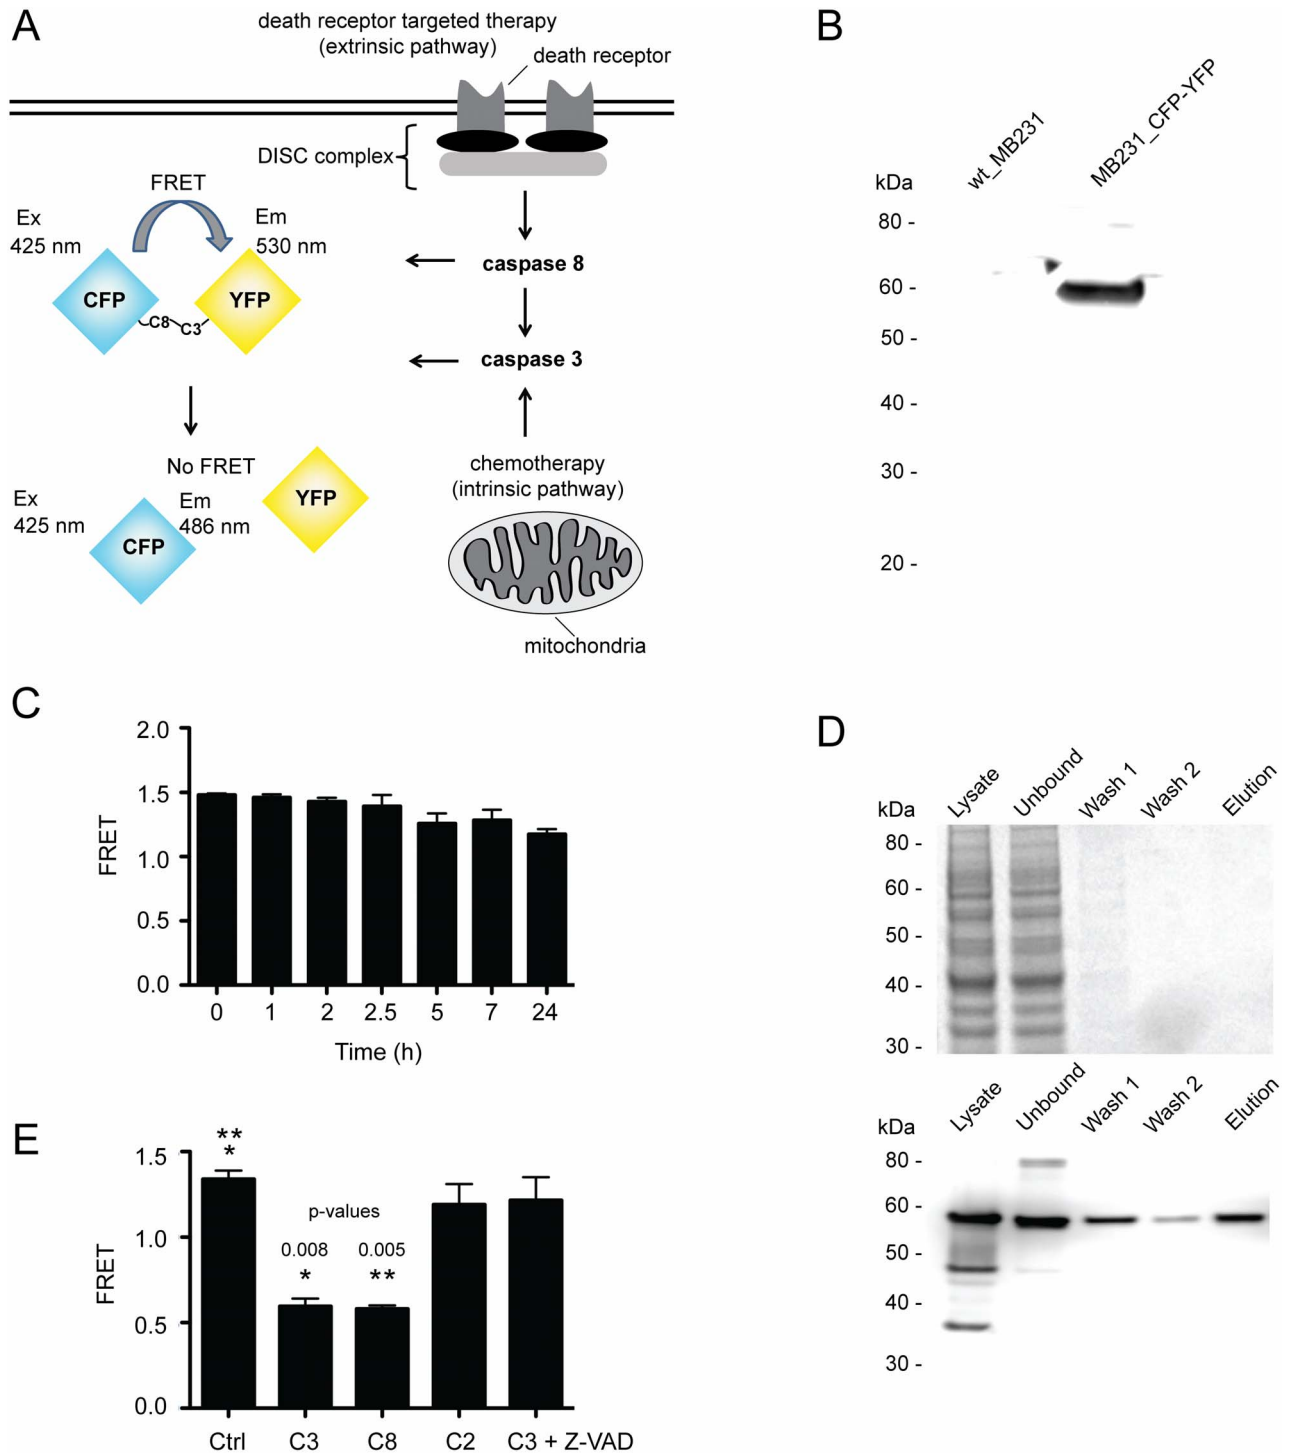 A
death receptor targeted therapy
(extrinsic pathway)
death receptor
DISC complex
FRET
Ex
425 nm
Em
530 nm
CFP
YFP
C8
C3
caspase 8
caspase 3
No FRET
Ex
425 nm
Em
486 nm
CFP
YFP
chemotherapy
(intrinsic pathway)
mitochondria
B
wt_MB231
MB231_CFP-YFP
kDa
80 -
60 -
50 -
40 -
30 -
20 -
C
2.0
1.5
1.0
0.5
0.0
FRET
0 1 2 2.5 5 7 24
Time (h)
D
kDa
Lysate
Unbound
Wash 1
Wash 2
Elution
80 -
60 -
50 -
40 -
30 -
kDa
Lysate
Unbound
Wash 1
Wash 2
Elution
80 -
60 -
50 -
40 -
30 -
E
**
*
1.5
1.0
0.5
0.0
FRET
p-values
0.008 0.005
* **
Ctrl C3 C8 C2 C3 + Z-VAD